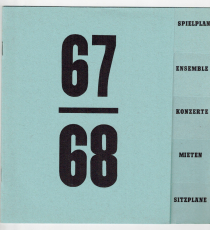 67
68
SPIELPLAN
ENSEMBLE
KONZERTE
MIETEN
SITZPLÄNE